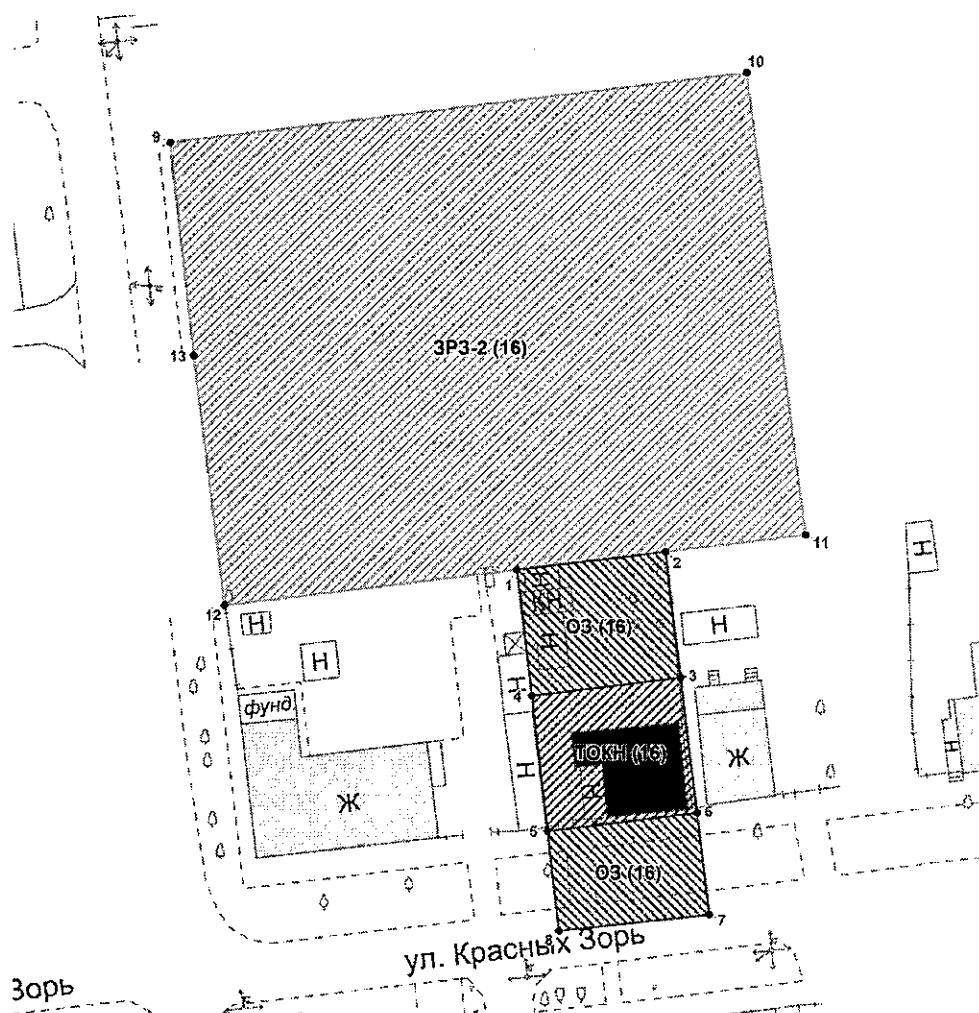 10
9
13
ЗРЗ-2 (16)
11
2
1
12
Н
КН
ОЗ (16)
Н
Н
Н
Н
Н
3
4
фунд
ТОКН (16)
Н
Н
Ж
Ж
Н
5
6
ОЗ (16)
7
8
ул. Красных Зорь
Зорь